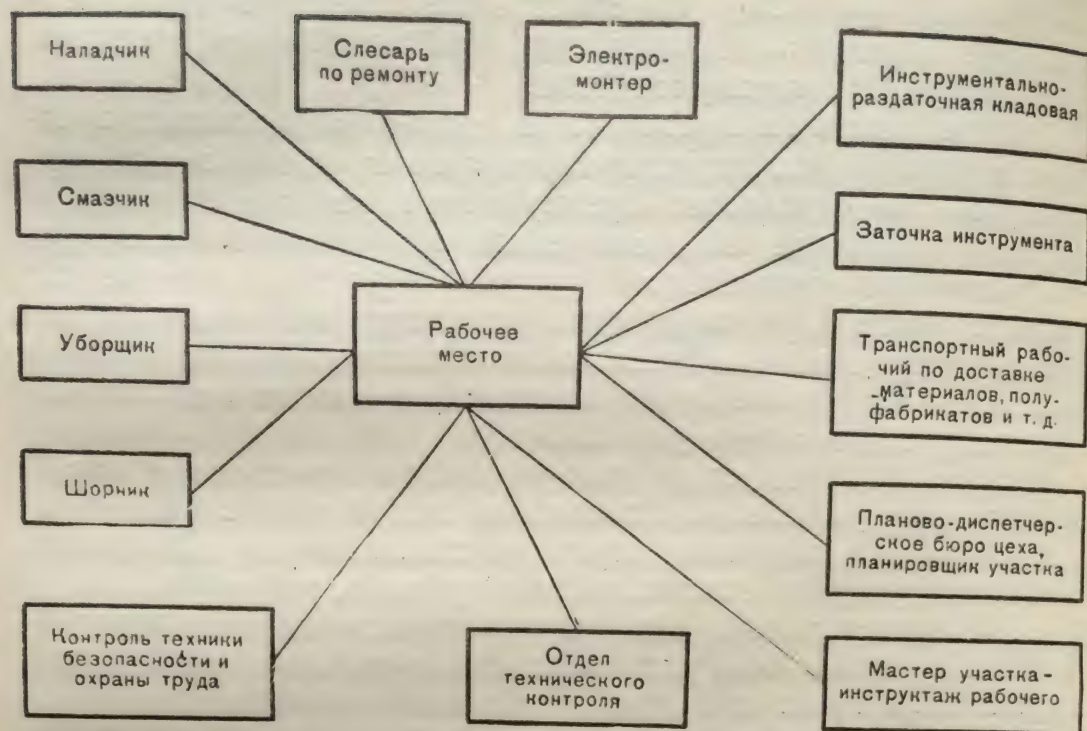 Наладчик
Слесарь
по ремонту
Электро-
монтер
Инструментально-
раздаточная кладовая
Смазчик
Заточка инструмента
Уборщик
Рабочее
место
Транспортный рабо-
чий по доставке
материалов, полу-
фабрикатов и т. д.
Шорник
Планово-диспетчер-
ское бюро цеха,
планировщик участка
Контроль техники
безопасности и
охраны труда
Отдел
технического
контроля
Мастер участка -
инструктаж рабочего